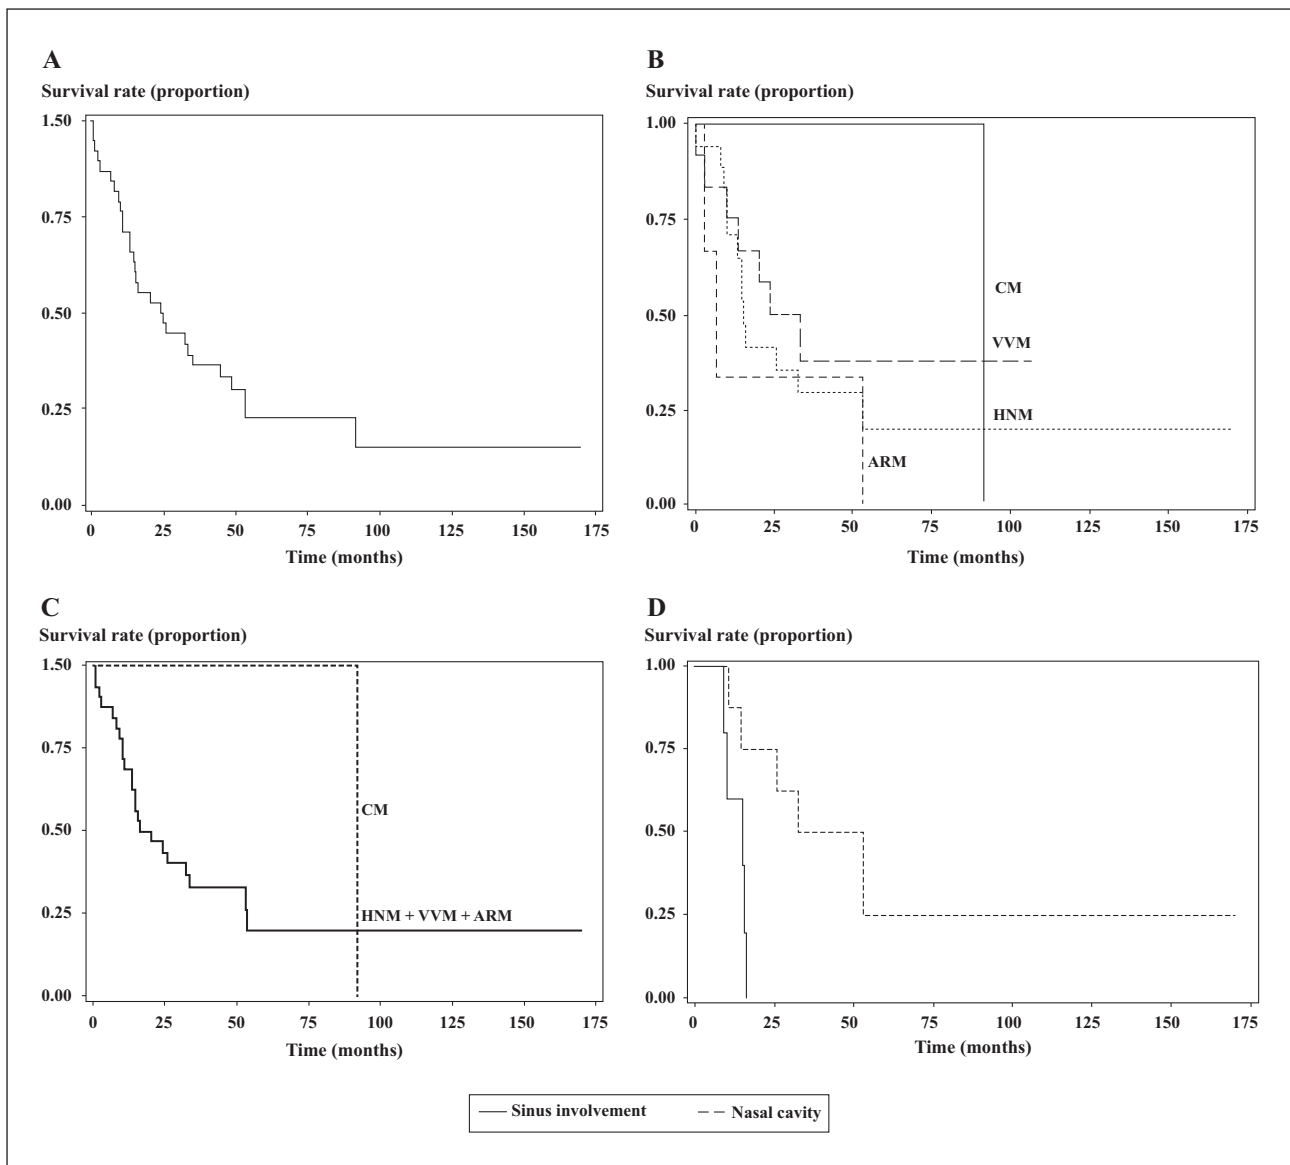 A
Survival rate (proportion)
1.50
0.75
0.50
0.25
0.00
0 25 50 75 100 125 150 175
Time (months)
B
Survival rate (proportion)
1.00
0.75
0.50
0.25
0.00
CM
VVM
HNM
ARM
0 25 50 75 100 125 150 175
Time (months)
C
Survival rate (proportion)
1.50
0.75
0.50
0.25
0.00
CM
HNM + VVM + ARM
0 25 50 75 100 125 150 175
Time (months)
D
Survival rate (proportion)
1.00
0.75
0.50
0.25
0.00
0 25 50 75 100 125 150 175
Time (months)
Sinus involvement Nasal cavity